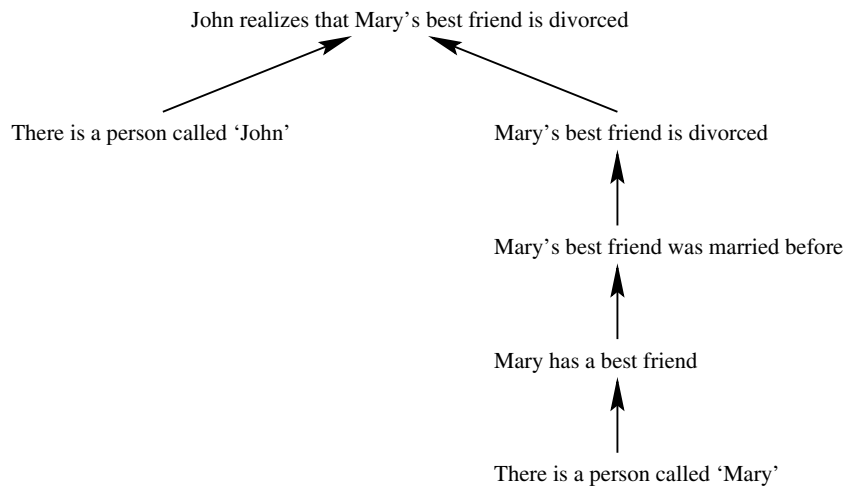 John realizes that Mary’s best friend is divorced
There is a person called ‘John’
Mary’s best friend is divorced
Mary’s best friend was married before
Mary has a best friend
There is a person called ‘Mary’